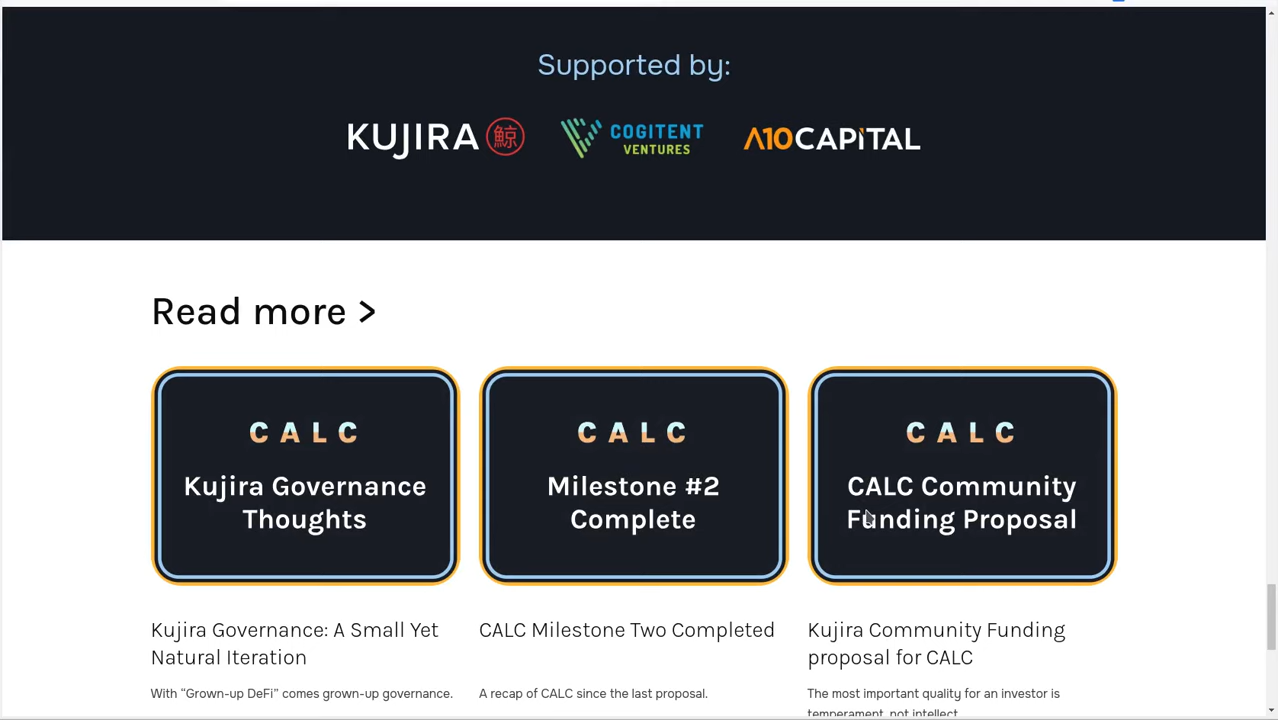 Supported by:
KUJIRA 鯨 COGITENT VENTURES A10CAPITAL
Read more >
CALC
Kujira Governance
Thoughts
CALC
Milestone #2
Complete
CALC
CALC Community
Funding Proposal
Kujira Governance: A Small Yet
Natural Iteration
With “Grown-up DeFi” comes grown-up governance.
CALC Milestone Two Completed
A recap of CALC since the last proposal.
Kujira Community Funding
proposal for CALC
The most important quality for an investor is
temperament, not intellect.